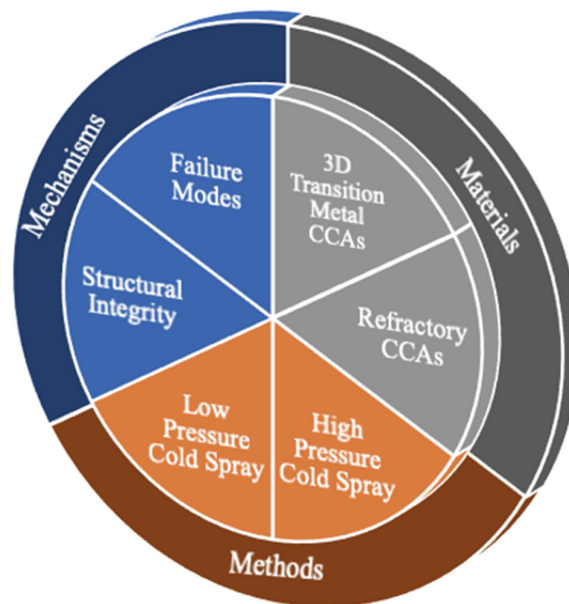 Mechanisms
Materials
Methods
Failure
Modes
3D
Transition
Metal
CCAs
Structural
Integrity
Refractory
CCAs
Low
Pressure
Cold Spray
High
Pressure
Cold Spray